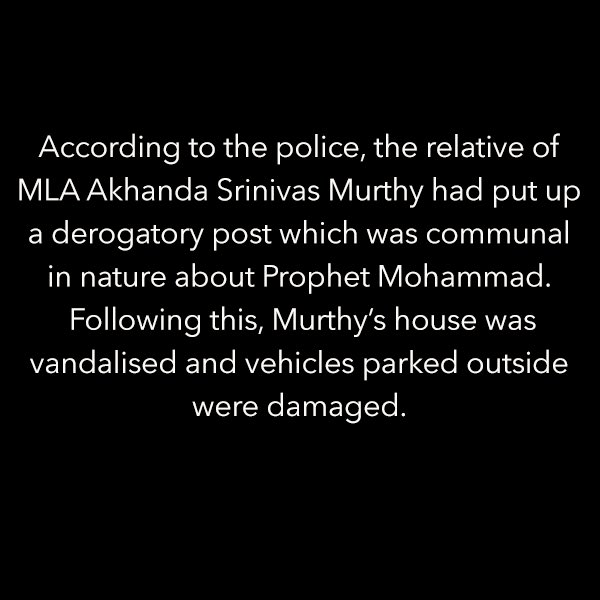 According to the police, the relative of
MLA Akhanda Srinivas Murthy had put up
a derogatory post which was communal
in nature about Prophet Mohammad.
Following this, Murthy’s house was
vandalised and vehicles parked outside
were damaged.